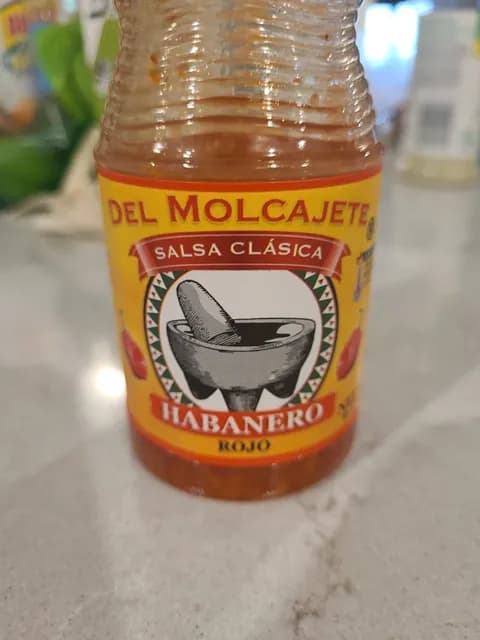 DEL MOLCAJETE
SALSA CLÁSICA
HABANERO
ROJO